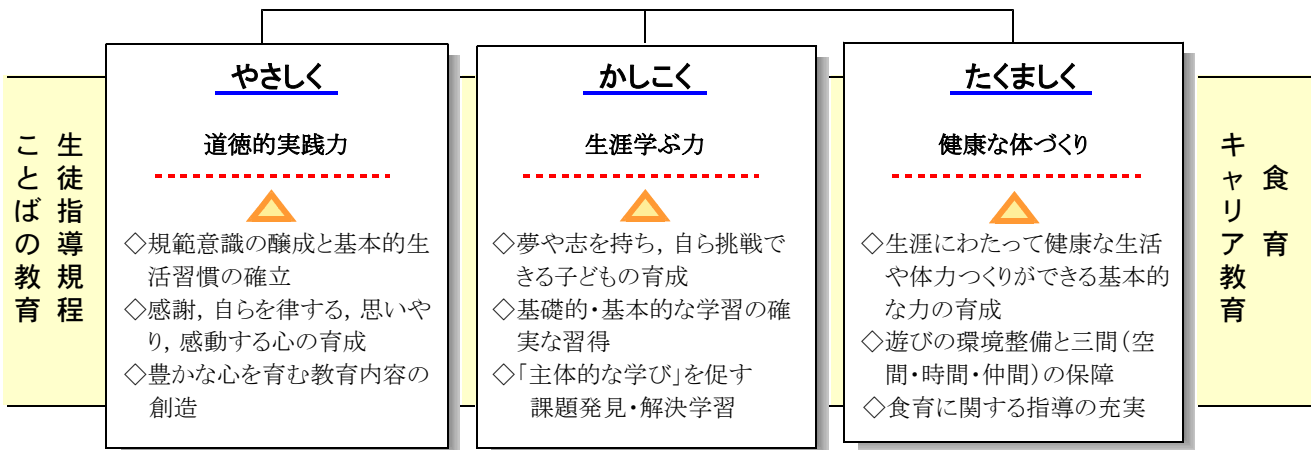 生徒指導規程
ことばの教育
やさしく
道徳的実践力
◇規範意識の醸成と基本的生
活習慣の確立
◇感謝，自らを律する，思いや
り，感動する心の育成
◇豊かな心を育む教育内容の
創造
かしこく
生涯学ぶ力
◇夢や志を持ち，自ら挑戦で
きる子どもの育成
◇基礎的・基本的な学習の確
実な習得
◇「主体的な学び」を促す
課題発見・解決学習
たくましく
健康な体づくり
◇生涯にわたって健康な生活
や体力つくりができる基本的
な力の育成
◇遊びの環境整備と三間（空
間・時間・仲間）の保障
◇食育に関する指導の充実
食育
キャリア教育